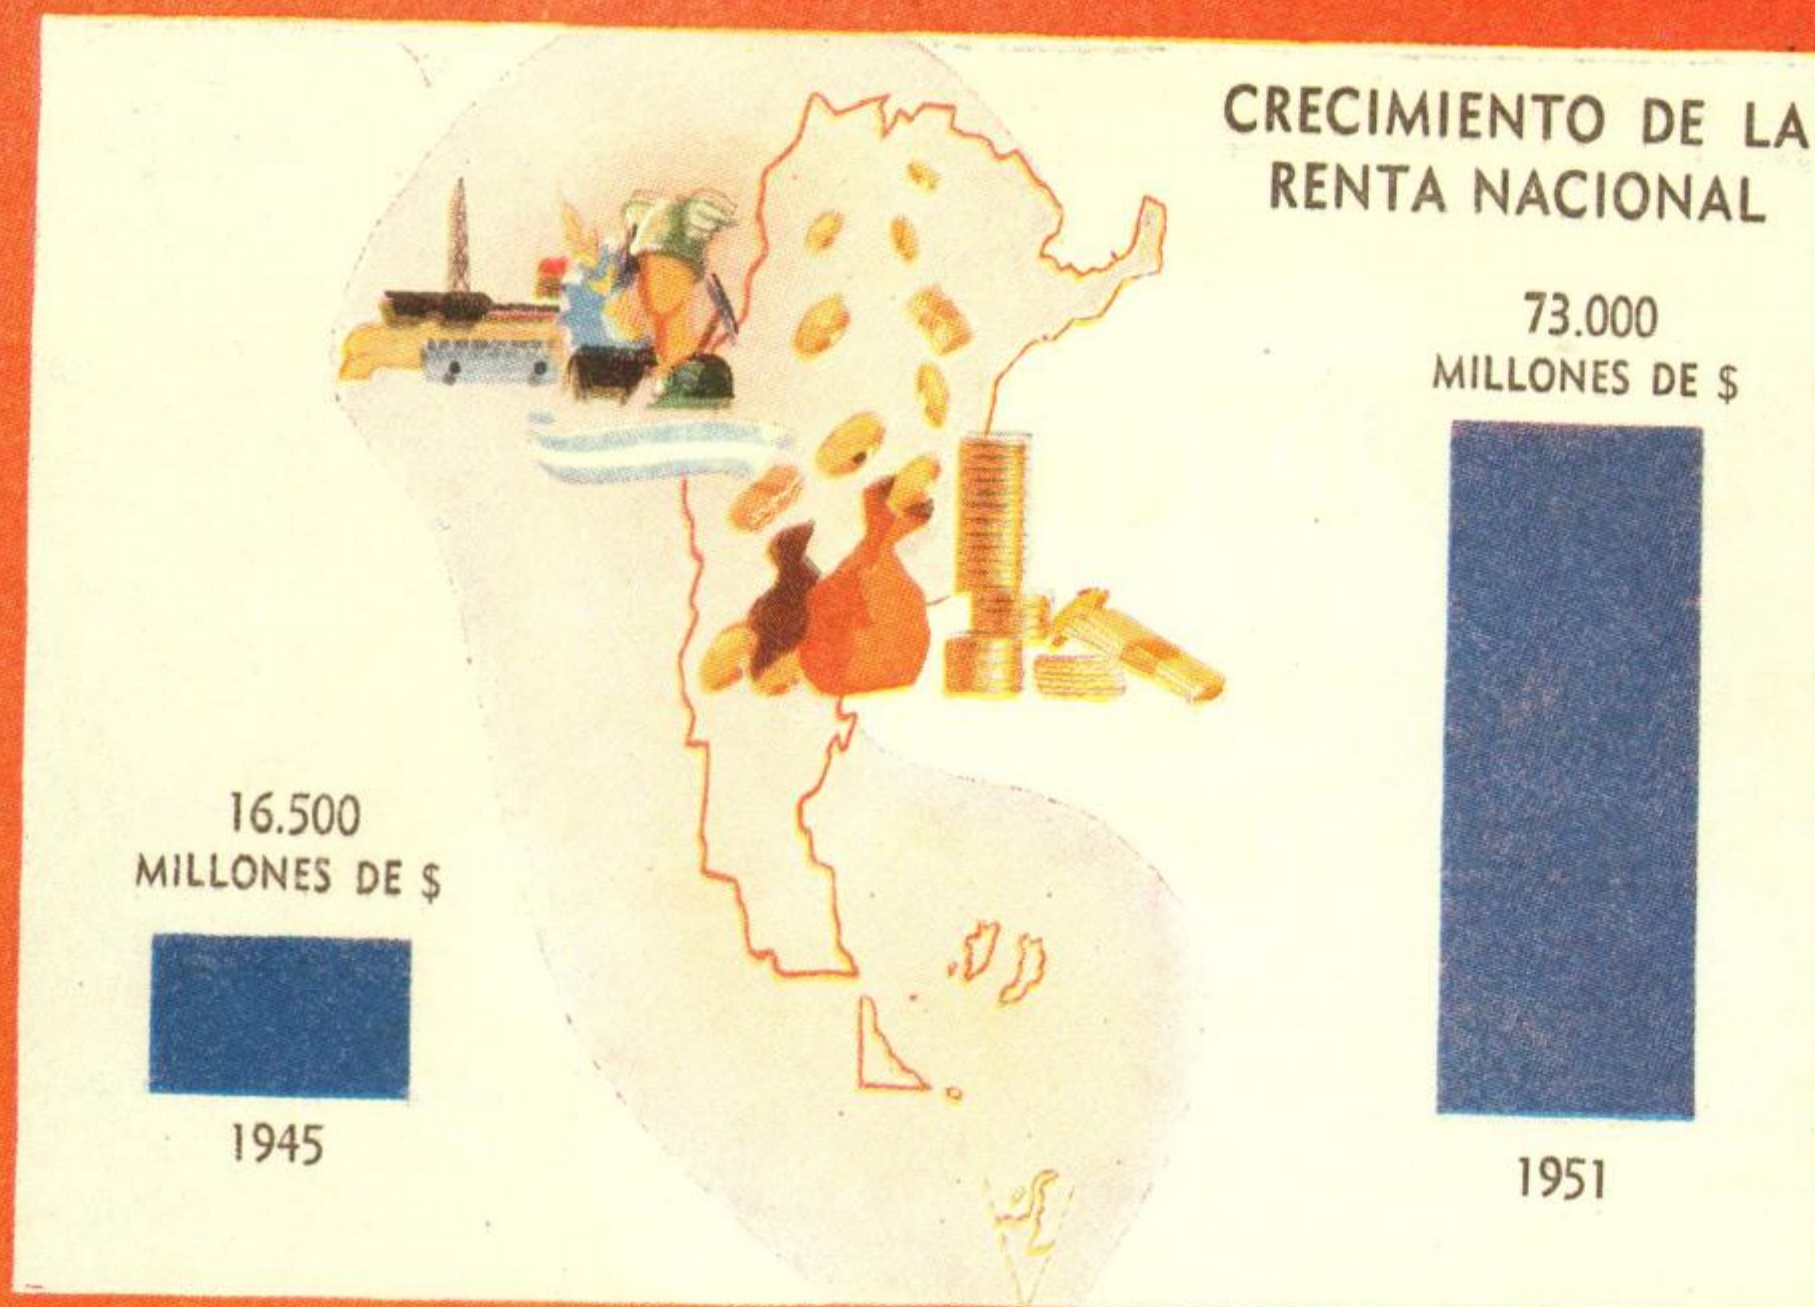 CRECIMIENTO DE LA
RENTA NACIONAL
73.000
MILLONES DE $
16.500
MILLONES DE $
1945
1951